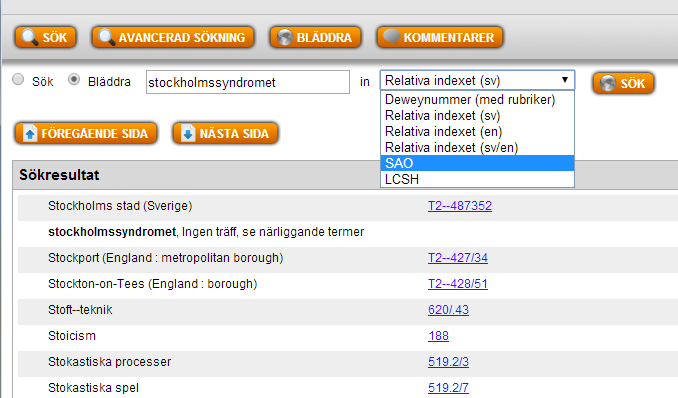 SÖK AVANCERAD SÖKNING BLÄDDRA KOMMENTARER
Sök Bläddra stockholmssyndromet in Relativa indexet (sv) SÖK
Deweynummer (med rubriker)
Relativa indexet (sv)
Relativa indexet (en)
Relativa indexet (sv/en)
SAO
LCSH
FÖREGÅENDE SIDA NÄSTA SIDA
Sökresultat
Stockholms stad (Sverige) T2--487352
stockholmssyndromet, Ingen träff, se närliggande termer
Stockport (England : metropolitan borough) T2--427/34
Stockton-on-Tees (England : borough) T2--428/51
Stoft--teknik 620/.43
Stoicism 188
Stokastiska processer 519.2/3
Stokastiska spel 519.2/7